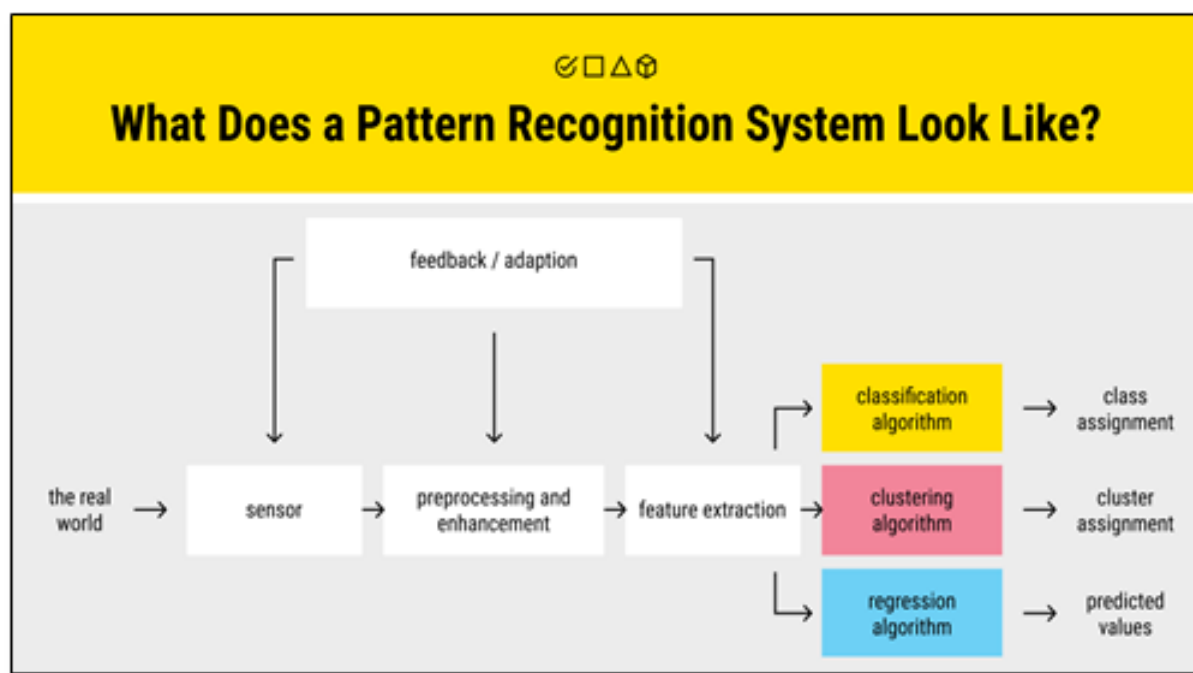 What Does a Pattern Recognition System Look Like?
feedback / adaption
the real
world
sensor
preprocessing and
enhancement
feature extraction
classification
algorithm
class
assignment
clustering
algorithm
cluster
assignment
regression
algorithm
predicted
values